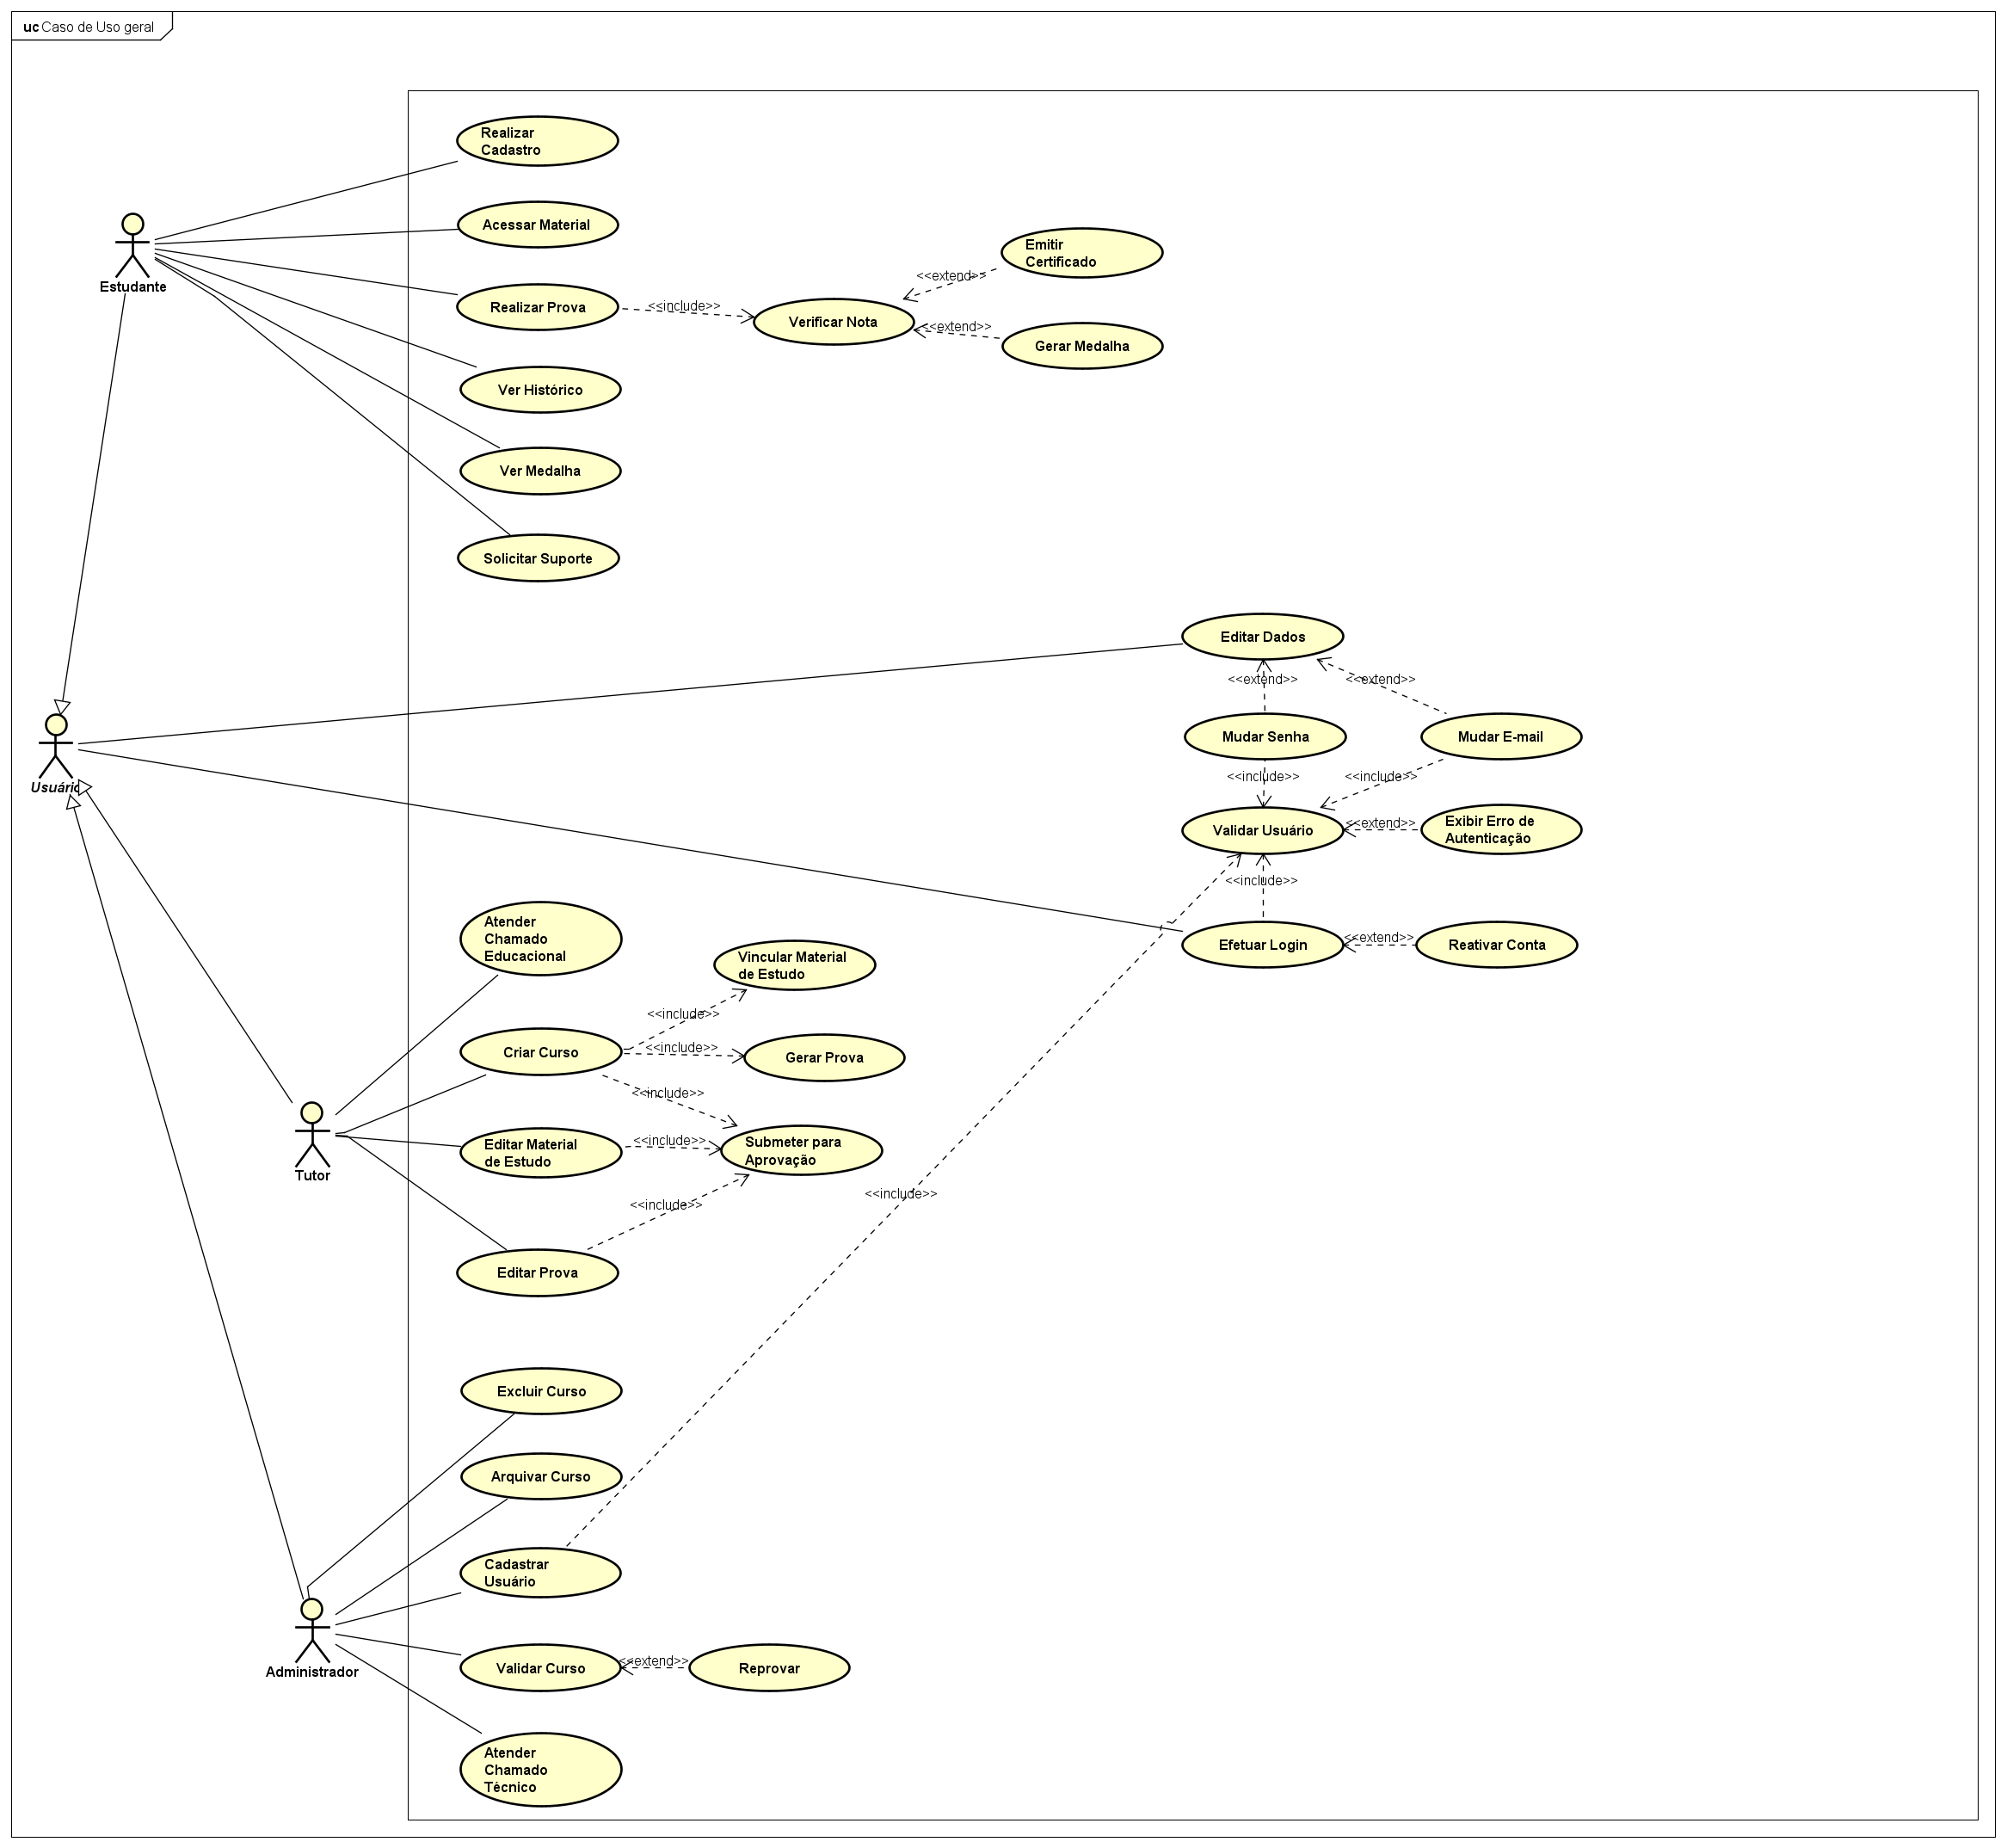 uc Caso de Uso geral
Realizar
Cadastro
Acessar Material
Estudante
Realizar Prova
<<include>>
Verificar Nota
<<extend>>
Emitir
Certificado
<<extend>>
Gerar Medalha
Ver Histórico
Ver Medalha
Solicitar Suporte
Editar Dados
<<extend>>
<<extend>>
Mudar Senha
Mudar E-mail
Usuário
<<include>>
<<include>>
Validar Usuário
<<extend>>
Exibir Erro de
Autenticação
<<include>>
Efetuar Login
<<extend>>
Reativar Conta
Atender
Chamado
Educacional
Vincular Material
de Estudo
<<include>>
Criar Curso
<<include>>
Gerar Prova
<<include>>
Tutor
Editar Material
de Estudo
<<include>>
Submeter para
Aprovação
<<include>>
<<include>>
Editar Prova
Excluir Curso
Arquivar Curso
Cadastrar
Usuário
Administrador
Validar Curso
<<extend>>
Reprovar
Atender
Chamado
Técnico